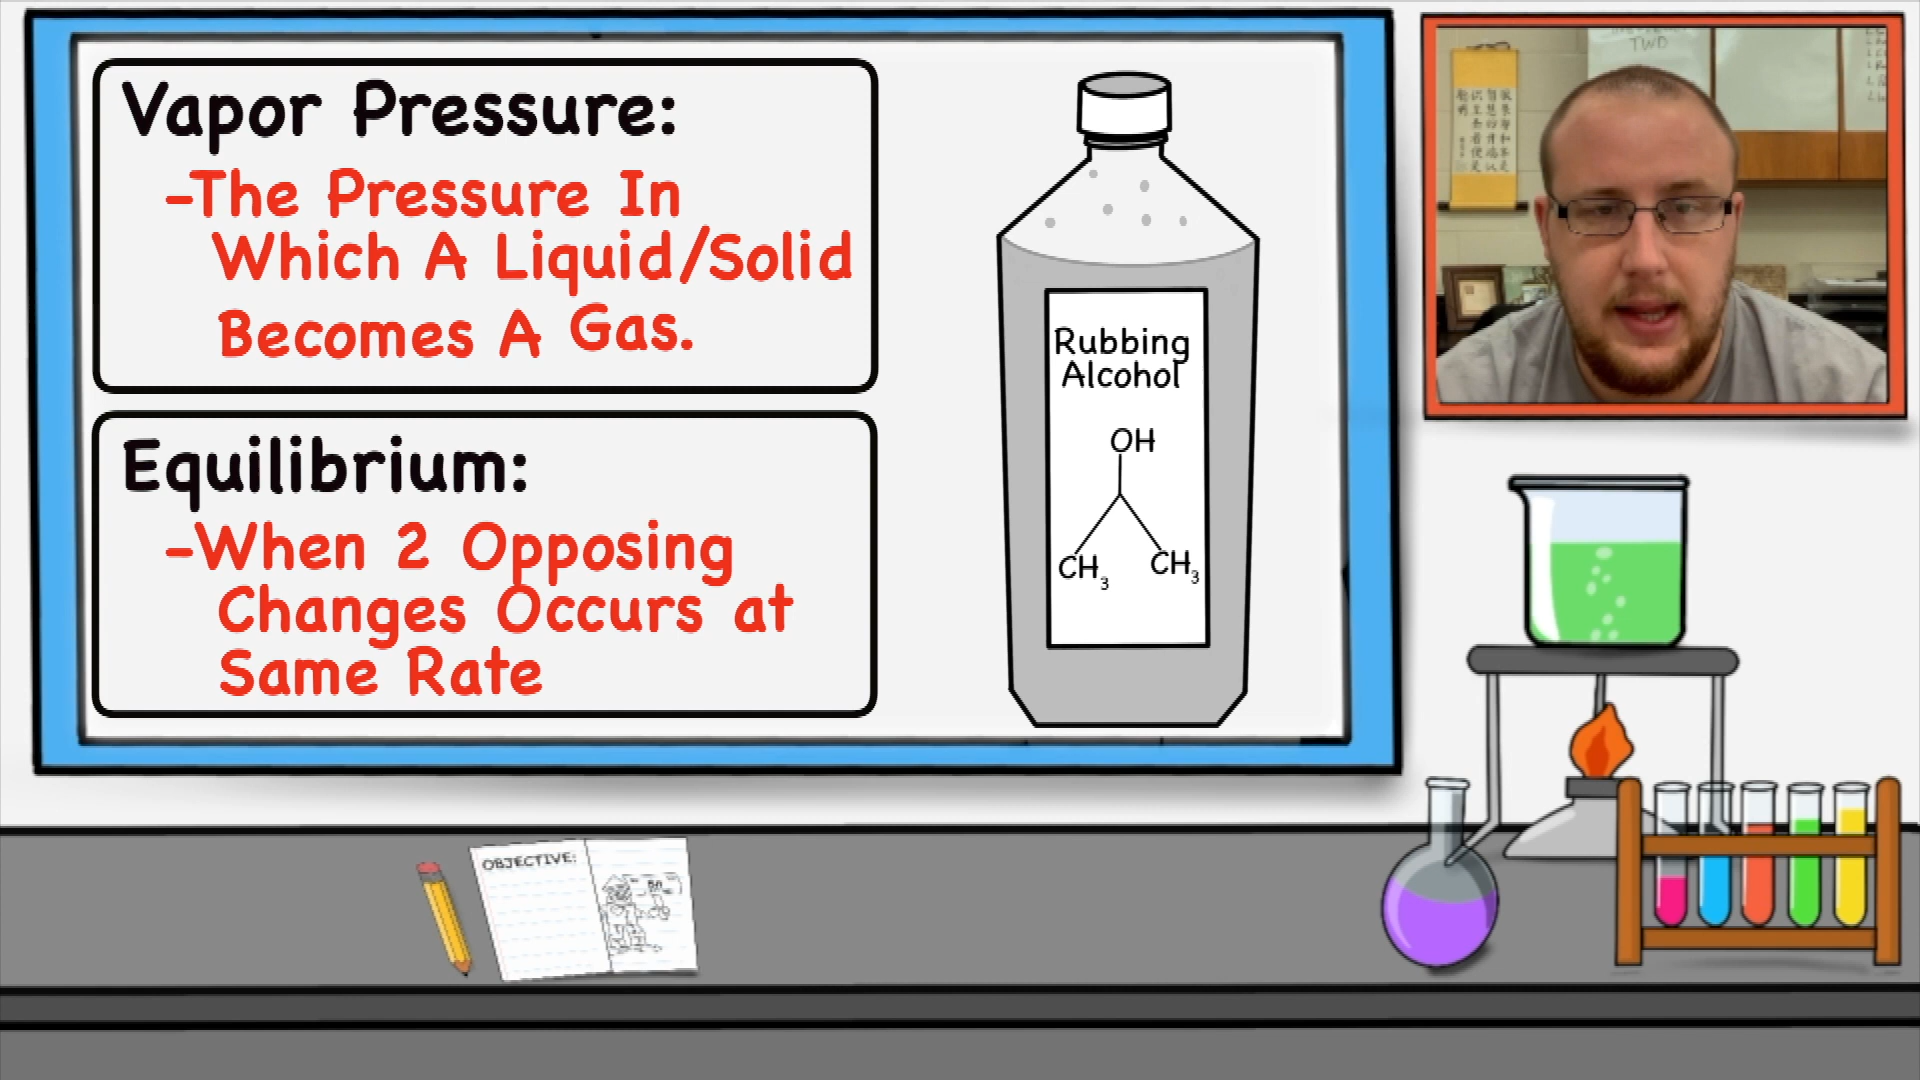 Vapor Pressure:
-The Pressure In
Which A Liquid/Solid
Becomes A Gas.
Equilibrium:
-When 2 Opposing
Changes Occurs at
Same Rate
Rubbing
Alcohol
OH
CH₃ CH₃
TWD
OBJECTIVE: